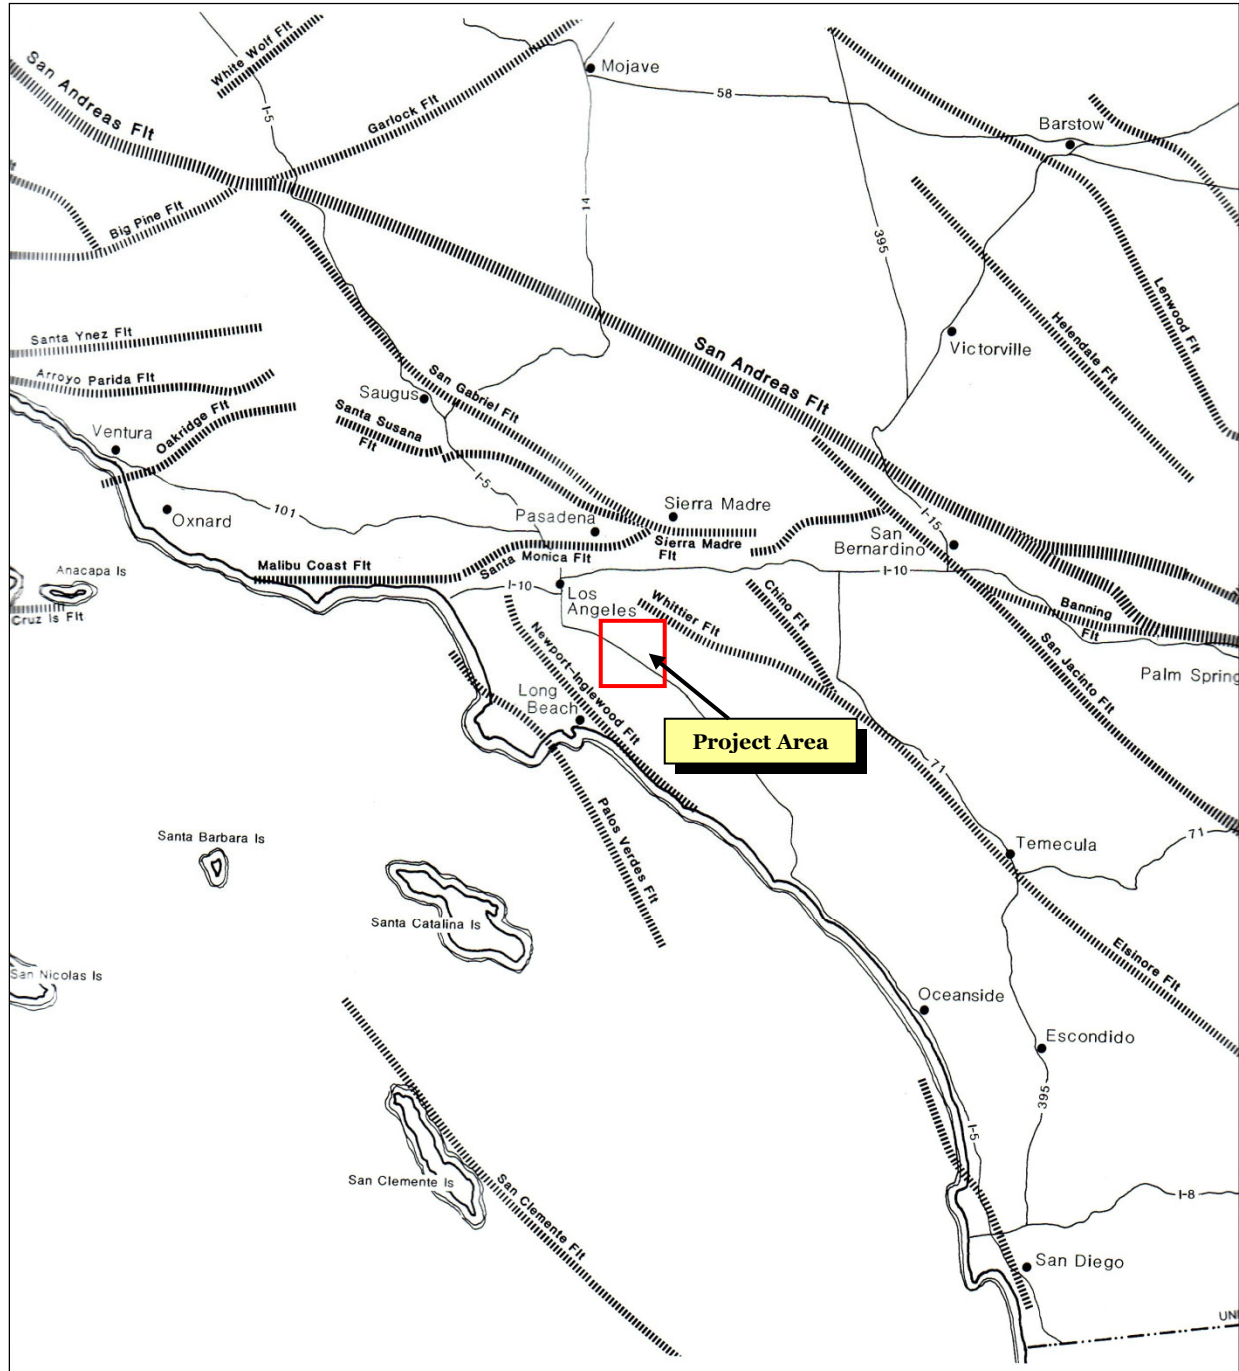 White Wolf Flt
San Andreas Flt
I-5
Garlock Flt
Mojave
58
Barstow
lt
Big Pine Flt
14
395
Lenwood Flt
Helendale Flt
Santa Ynez Flt
Arroyo Parida Flt
Oakridge Flt
Ventura
Saugus
San Gabriel Flt
Santa Susana
Flt
San Andreas Flt
Victorville
I-5
101
Oxnard
Pasadena
Sierra Madre
Sierra Madre
Flt
San
Bernardino
I-15
I-10
Malibu Coast Flt
Santa Monica Flt
I-10
Los
Angeles
Anacapa Is
Cruz Is Flt
Whittier Flt
Chino Flt
Banning
Flt
San Jacinto Flt
Palm Spring
Newport-Inglewood Flt
Long
Beach
Project Area
71
Palos Verdes Flt
Santa Barbara Is
Temecula
71
Santa Catalina Is
San Nicolas Is
Elsinore Flt
Oceanside
Escondido
395
I-5
San Clemente Is
San Clemente Flt
I-8
San Diego
UNI